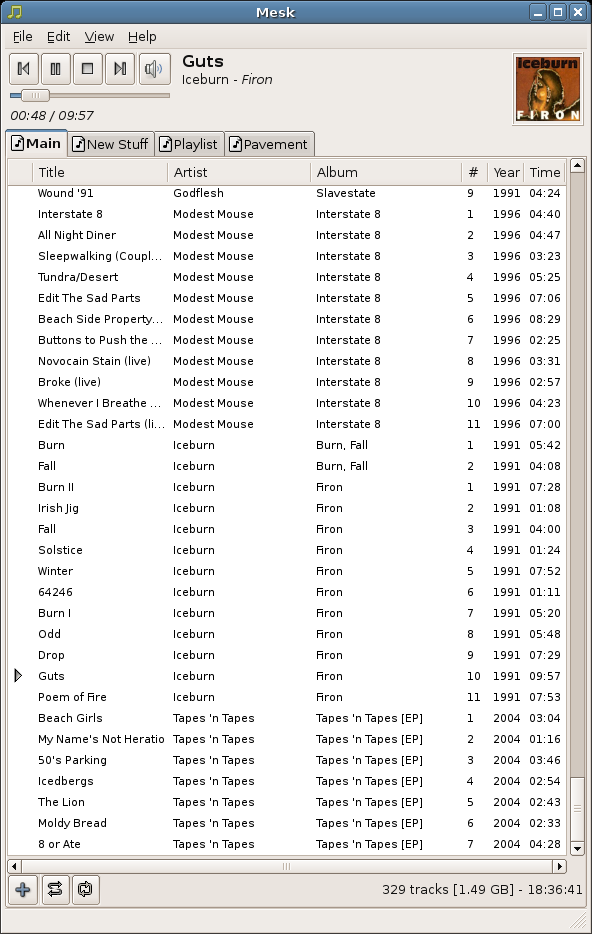 Mesk
File Edit View Help
Guts
Iceburn - Firon
Iceburn
FIRON
00:48 / 09:57
Main New Stuff Playlist Pavement
Title Artist Album # Year Time
Wound '91 Godflesh Slavestate 9 1991 04:24
Interstate 8 Modest Mouse Interstate 8 1 1996 04:40
All Night Diner Modest Mouse Interstate 8 2 1996 04:47
Sleepwalking (Coupl... Modest Mouse Interstate 8 3 1996 03:23
Tundra/Desert Modest Mouse Interstate 8 4 1996 05:25
Edit The Sad Parts Modest Mouse Interstate 8 5 1996 07:06
Beach Side Property... Modest Mouse Interstate 8 6 1996 08:29
Buttons to Push the ... Modest Mouse Interstate 8 7 1996 02:25
Novocain Stain (live) Modest Mouse Interstate 8 8 1996 03:31
Broke (live) Modest Mouse Interstate 8 9 1996 02:57
Whenever I Breathe ... Modest Mouse Interstate 8 10 1996 04:23
Edit The Sad Parts (li... Modest Mouse Interstate 8 11 1996 07:00
Burn Iceburn Burn, Fall 1 1991 05:42
Fall Iceburn Burn, Fall 2 1991 04:08
Burn II Iceburn Firon 1 1991 07:28
Irish Jig Iceburn Firon 2 1991 01:08
Fall Iceburn Firon 3 1991 04:00
Solstice Iceburn Firon 4 1991 01:24
Winter Iceburn Firon 5 1991 07:52
64246 Iceburn Firon 6 1991 01:11
Burn I Iceburn Firon 7 1991 05:20
Odd Iceburn Firon 8 1991 05:48
Drop Iceburn Firon 9 1991 07:29
Guts Iceburn Firon 10 1991 09:57
Poem of Fire Iceburn Firon 11 1991 07:53
Beach Girls Tapes 'n Tapes Tapes 'n Tapes [EP] 1 2004 03:04
My Name's Not Heratio Tapes 'n Tapes Tapes 'n Tapes [EP] 2 2004 01:16
50's Parking Tapes 'n Tapes Tapes 'n Tapes [EP] 3 2004 03:46
Icedbergs Tapes 'n Tapes Tapes 'n Tapes [EP] 4 2004 02:54
The Lion Tapes 'n Tapes Tapes 'n Tapes [EP] 5 2004 02:43
Moldy Bread Tapes 'n Tapes Tapes 'n Tapes [EP] 6 2004 02:33
8 or Ate Tapes 'n Tapes Tapes 'n Tapes [EP] 7 2004 04:28
329 tracks [1.49 GB] - 18:36:41